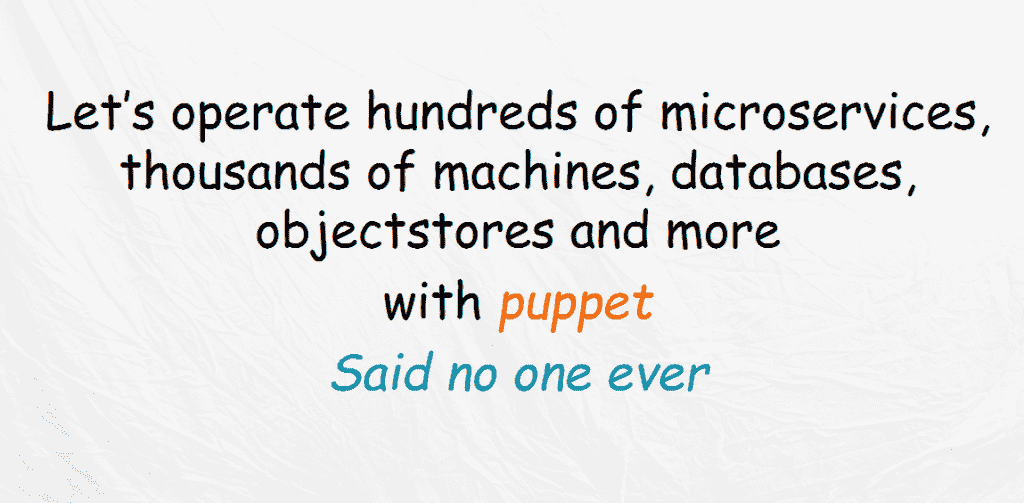 Let’s operate hundreds of microservices,
thousands of machines, databases,
objectstores and more
with puppet
Said no one ever